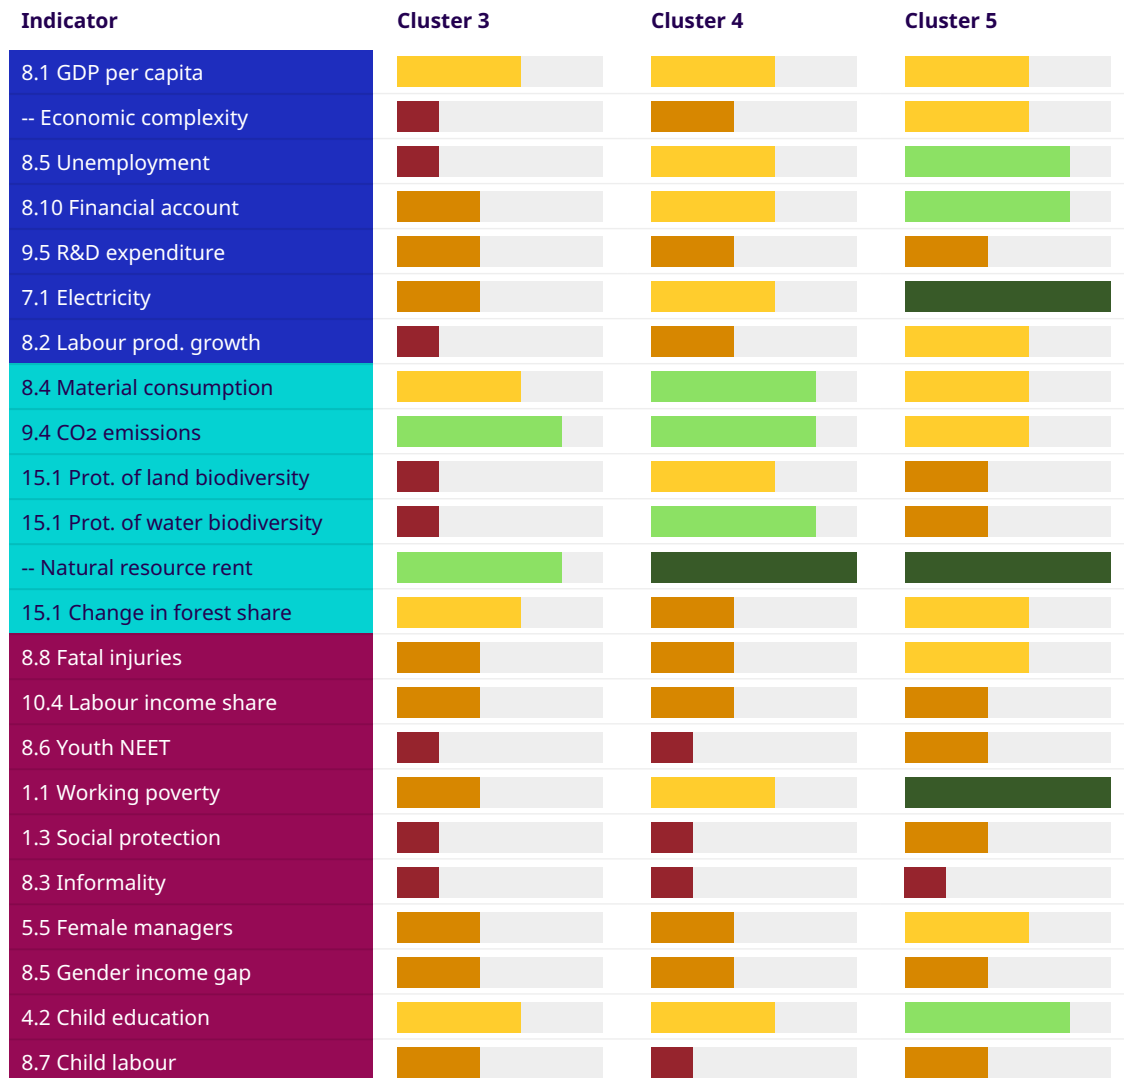 Indicator Cluster 3 Cluster 4 Cluster 5
8.1 GDP per capita
-- Economic complexity
8.5 Unemployment
8.10 Financial account
9.5 R&D expenditure
7.1 Electricity
8.2 Labour prod. growth
8.4 Material consumption
9.4 CO2 emissions
15.1 Prot. of land biodiversity
15.1 Prot. of water biodiversity
-- Natural resource rent
15.1 Change in forest share
8.8 Fatal injuries
10.4 Labour income share
8.6 Youth NEET
1.1 Working poverty
1.3 Social protection
8.3 Informality
5.5 Female managers
8.5 Gender income gap
4.2 Child education
8.7 Child labour